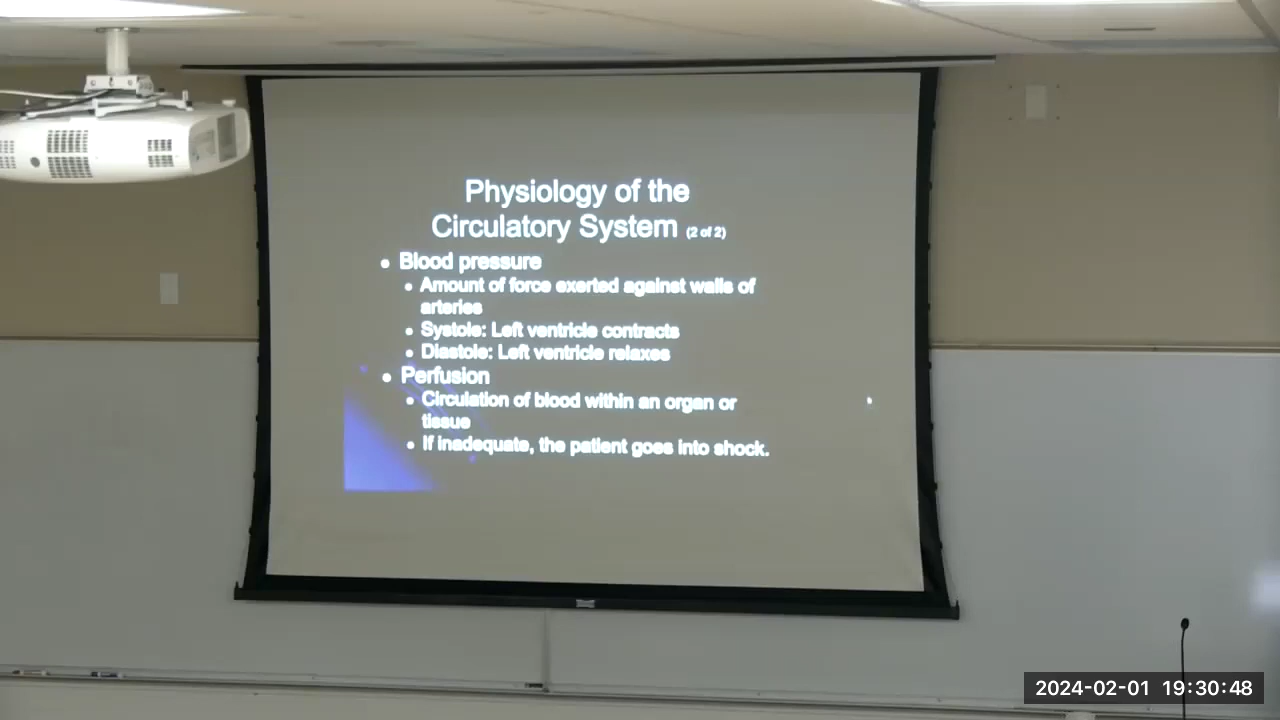 Physiology of the
Circulatory System (2 of 2)
• Blood pressure
• Amount of force exerted against walls of
arteries
• Systole: Left ventricle contracts
• Diastole: Left ventricle relaxes
• Perfusion
• Circulation of blood within an organ or
tissue
• If inadequate, the patient goes into shock.
2024-02-01 19:30:48